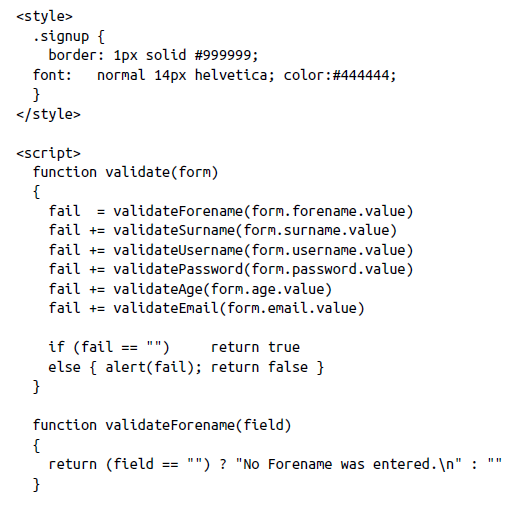 <style>
  .signup {
    border: 1px solid #999999;
  font:   normal 14px helvetica; color:#444444;
  }
</style>

<script>
  function validate(form)
  {
    fail  = validateForename(form.forename.value)
    fail += validateSurname(form.surname.value)
    fail += validateUsername(form.username.value)
    fail += validatePassword(form.password.value)
    fail += validateAge(form.age.value)
    fail += validateEmail(form.email.value)

    if (fail == "")     return true
    else { alert(fail); return false }
  }

  function validateForename(field)
  {
    return (field == "") ? "No Forename was entered.\n" : ""
  }